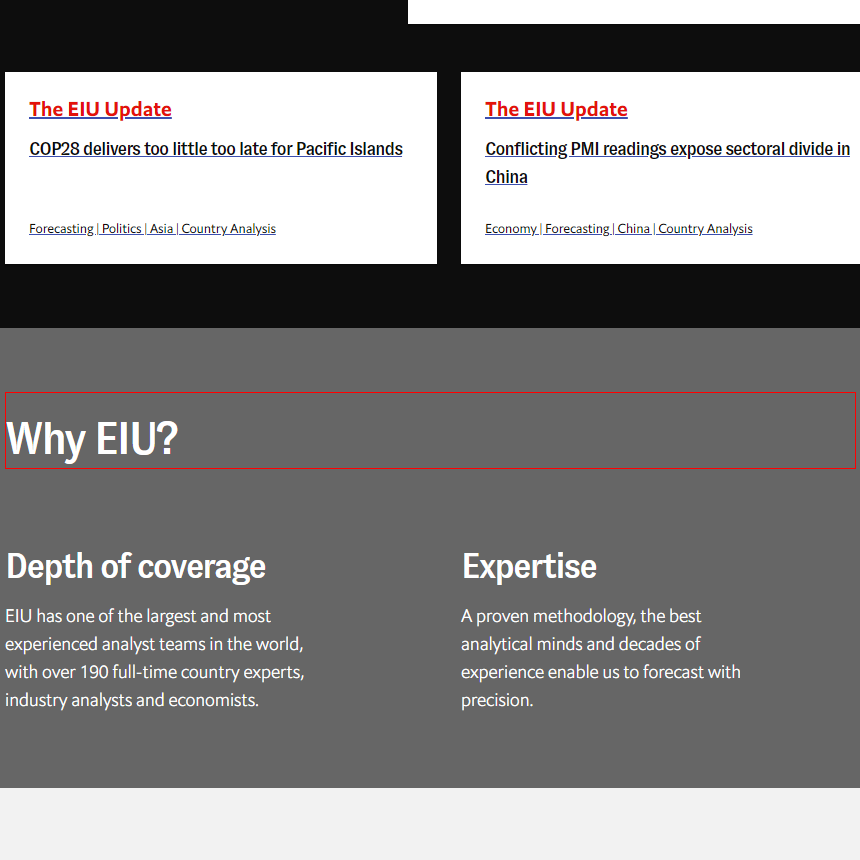 The EIU Update
COP28 delivers too little too late for Pacific Islands
Forecasting | Politics | Asia | Country Analysis
The EIU Update
Conflicting PMI readings expose sectoral divide in
China
Economy | Forecasting | China | Country Analysis
Why EIU?
Depth of coverage
EIU has one of the largest and most
experienced analyst teams in the world,
with over 190 full-time country experts,
industry analysts and economists.
Expertise
A proven methodology, the best
analytical minds and decades of
experience enable us to forecast with
precision.